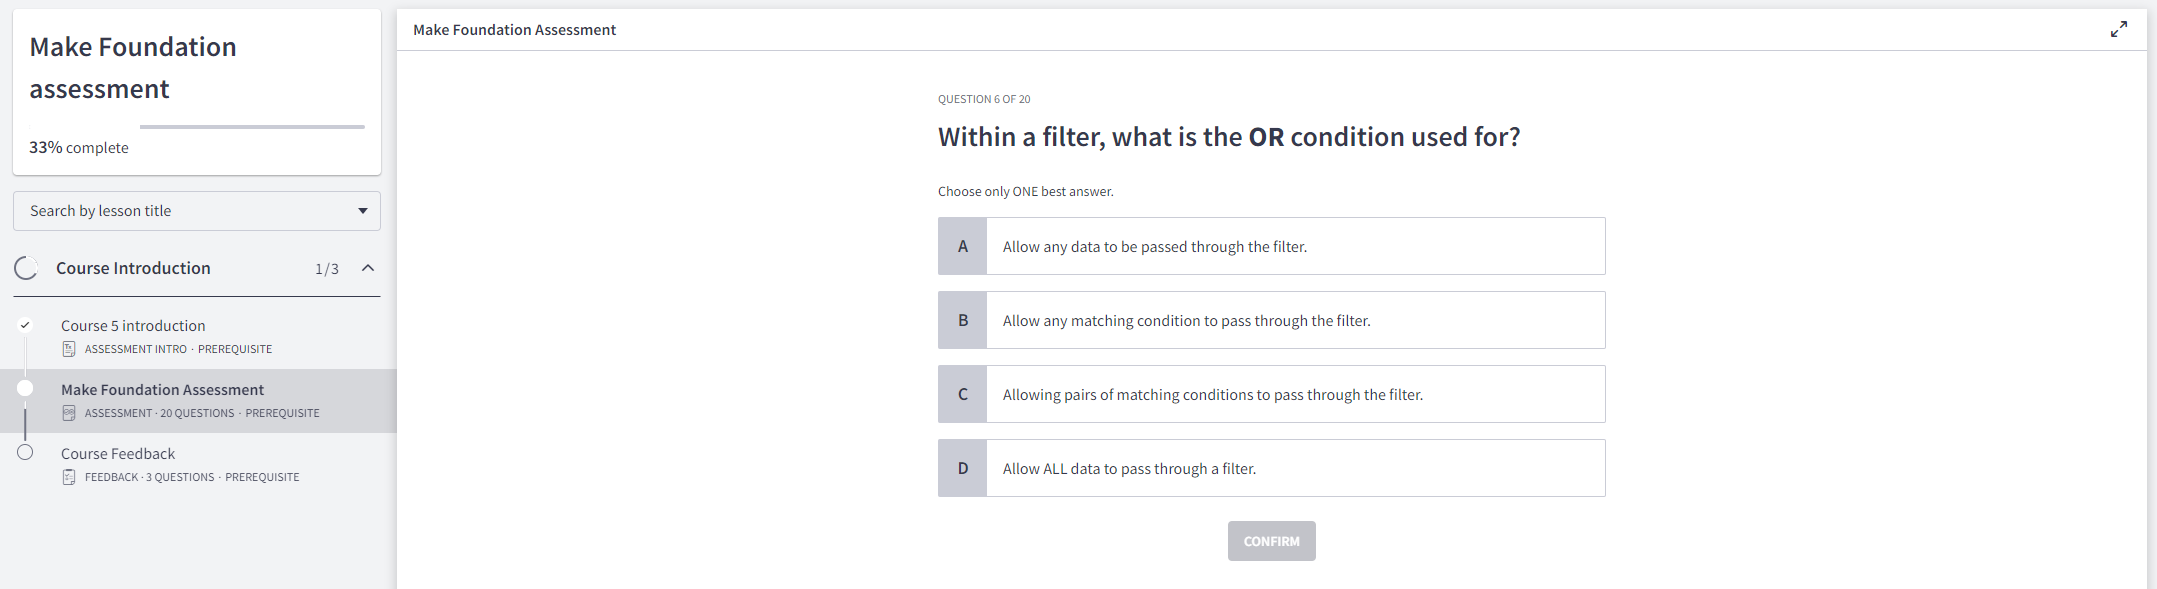 Make Foundation
assessment
33% complete
Search by lesson title
Course Introduction 1/3
Course 5 introduction
ASSESSMENT INTRO · PREREQUISITE
Make Foundation Assessment
ASSESSMENT · 20 QUESTIONS · PREREQUISITE
Course Feedback
FEEDBACK · 3 QUESTIONS · PREREQUISITE
Make Foundation Assessment
QUESTION 6 OF 20
Within a filter, what is the OR condition used for?
Choose only ONE best answer.
A Allow any data to be passed through the filter.
B Allow any matching condition to pass through the filter.
C Allowing pairs of matching conditions to pass through the filter.
D Allow ALL data to pass through a filter.
CONFIRM